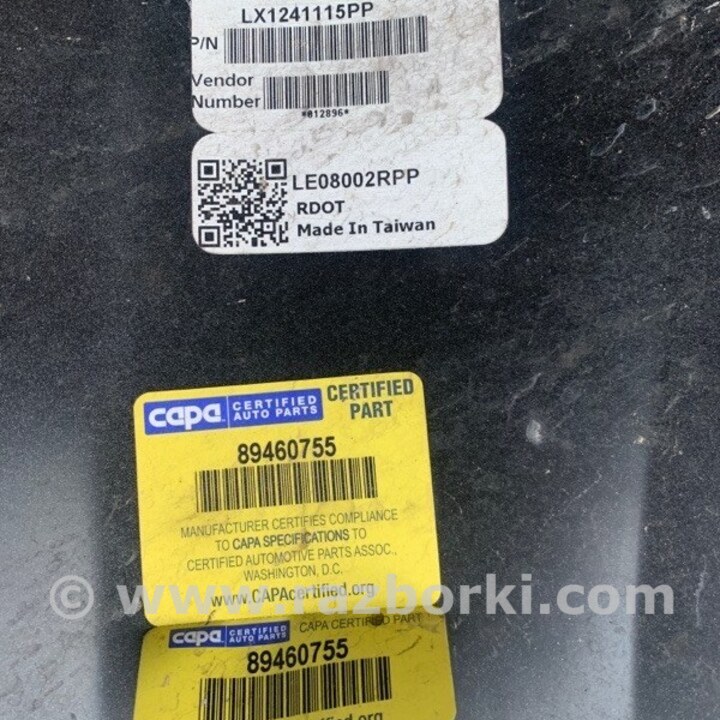 LX1241115PP
P/N
Vendor
Number
*012896*
LE08002RPP
RDOT
Made In Taiwan
capa CERTIFIED AUTO PARTS
CERTIFIED PART
89460755
MANUFACTURER CERTIFIES COMPLIANCE
TO CAPA SPECIFICATIONS TO
CERTIFIED AUTOMOTIVE PARTS ASSOC.,
WASHINGTON, D.C.
www.CAPAcertified.org
© www.razborki.com
capa CERTIFIED AUTO PARTS
CAPA CERTIFIED PART
89460755